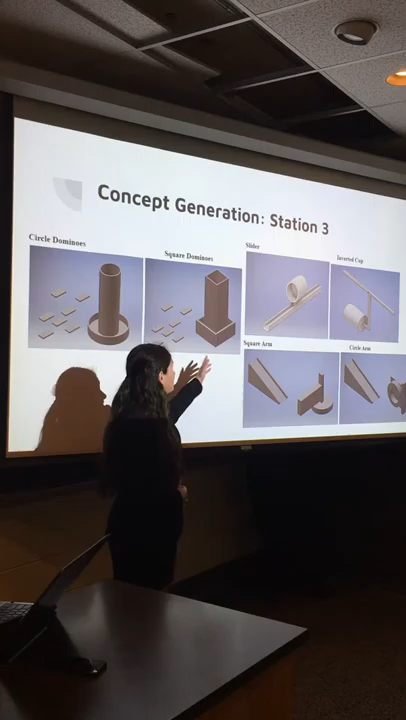 Concept Generation: Station 3
Circle Dominoes
Square Dominoes
Slider
Inverted Cup
Square Arm
Circle Arm